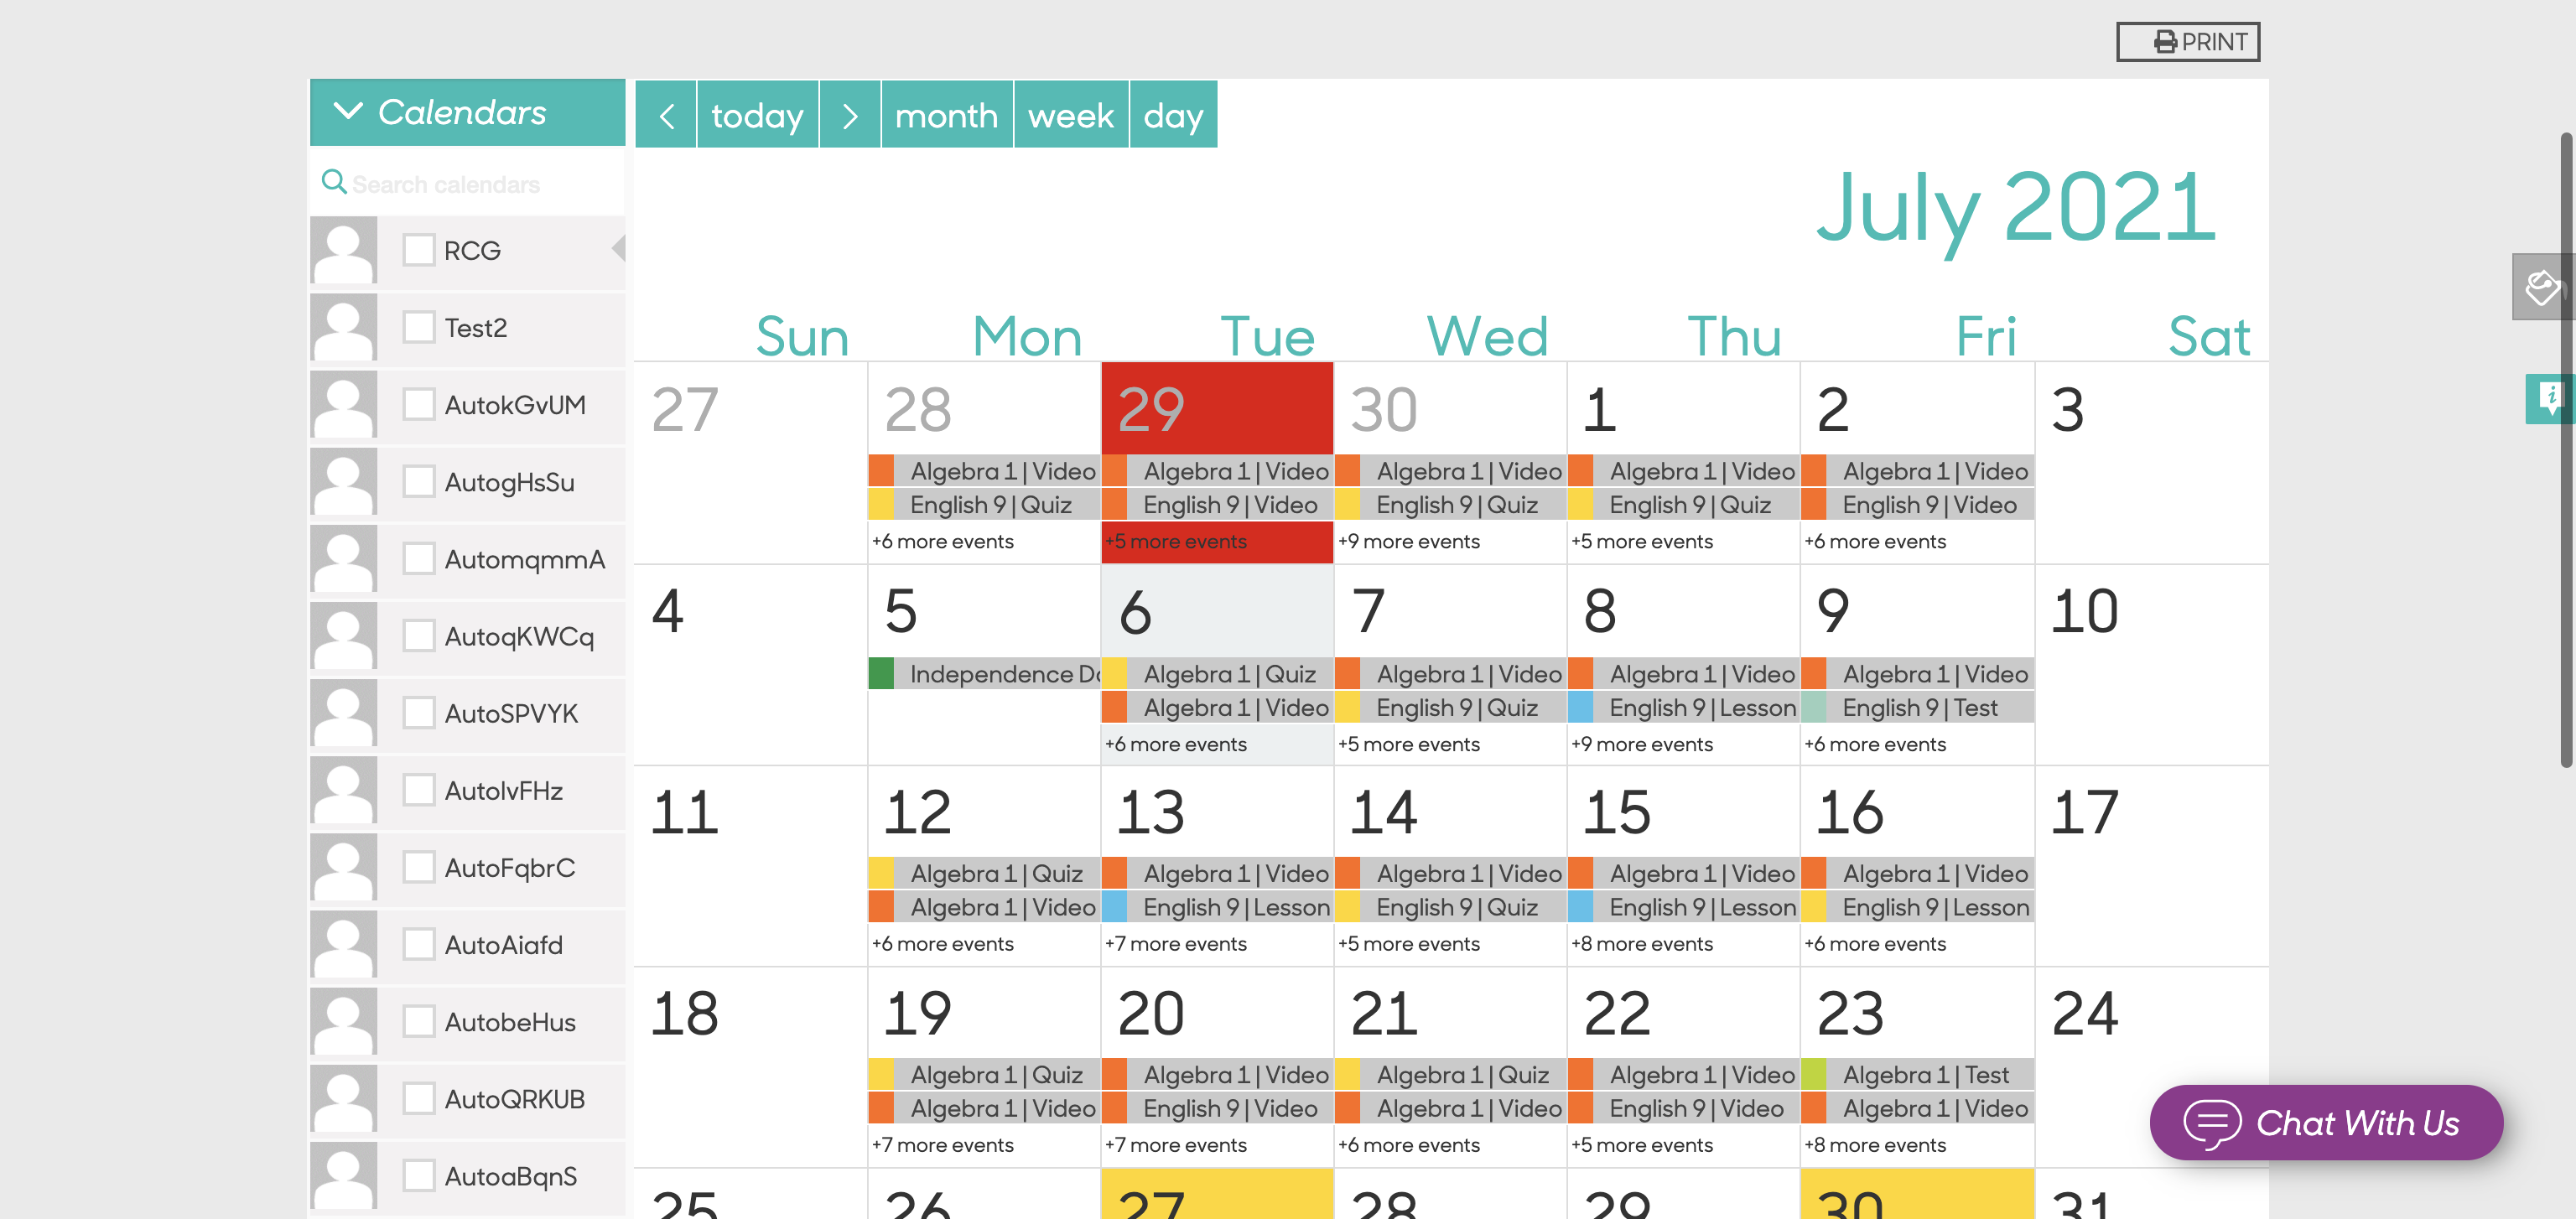 PRINT
Calendars
today month week day
Search calendars
July 2021
RCG
Test2
AutokGvUM
AutogHsSu
AutomqmmA
AutoqKWCq
AutoSPVYK
AutoIvFHz
AutoFqbrC
AutoAiafd
AutobeHus
AutoQRKUB
AutoaBqnS
Sun Mon Tue Wed Thu Fri Sat
27 28 29 30 1 2 3
Algebra 1 | Video Algebra 1 | Video Algebra 1 | Video Algebra 1 | Video Algebra 1 | Video
English 9 | Quiz English 9 | Video English 9 | Quiz English 9 | Quiz English 9 | Video
+6 more events +5 more events +9 more events +5 more events +6 more events
4 5 6 7 8 9 10
Independence Da Algebra 1 | Quiz Algebra 1 | Video Algebra 1 | Video Algebra 1 | Video
Algebra 1 | Video English 9 | Quiz English 9 | Lesson English 9 | Test
+6 more events +5 more events +9 more events +6 more events
11 12 13 14 15 16 17
Algebra 1 | Quiz Algebra 1 | Video Algebra 1 | Video Algebra 1 | Video Algebra 1 | Video
Algebra 1 | Video English 9 | Lesson English 9 | Quiz English 9 | Lesson English 9 | Lesson
+6 more events +7 more events +5 more events +8 more events +6 more events
18 19 20 21 22 23 24
Algebra 1 | Quiz Algebra 1 | Video Algebra 1 | Quiz Algebra 1 | Video Algebra 1 | Test
Algebra 1 | Video English 9 | Video Algebra 1 | Video English 9 | Video Algebra 1 | Video
+7 more events +7 more events +6 more events +5 more events +8 more events
Chat With Us
25 26 27 28 29 30 31